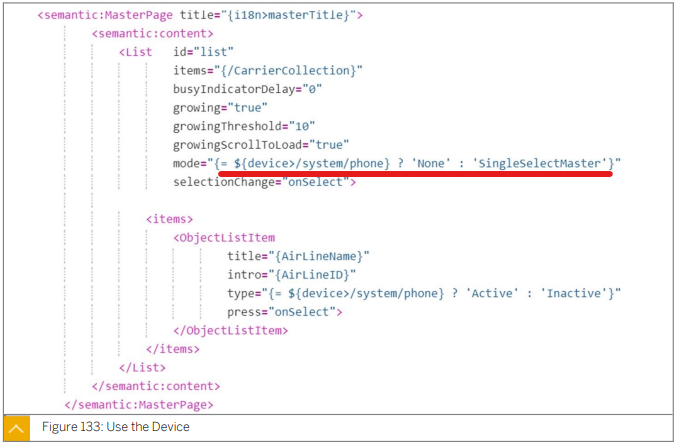 <semantic:MasterPage title="{i18n>masterTitle}">
<semantic:content>
<List id="list"
items="{/CarrierCollection}"
busyIndicatorDelay="0"
growing="true"
growingThreshold="10"
growingScrollToLoad="true"
mode="{= ${device>/system/phone} ? 'None' : 'SingleSelectMaster'}"
selectionChange="onSelect">
<items>
<ObjectListItem
title="{AirLineName}"
intro="{AirLineID}"
type="{= ${device>/system/phone} ? 'Active' : 'Inactive'}"
press="onSelect">
</ObjectListItem>
</items>
</List>
</semantic:content>
</semantic:MasterPage>
Figure 133: Use the Device